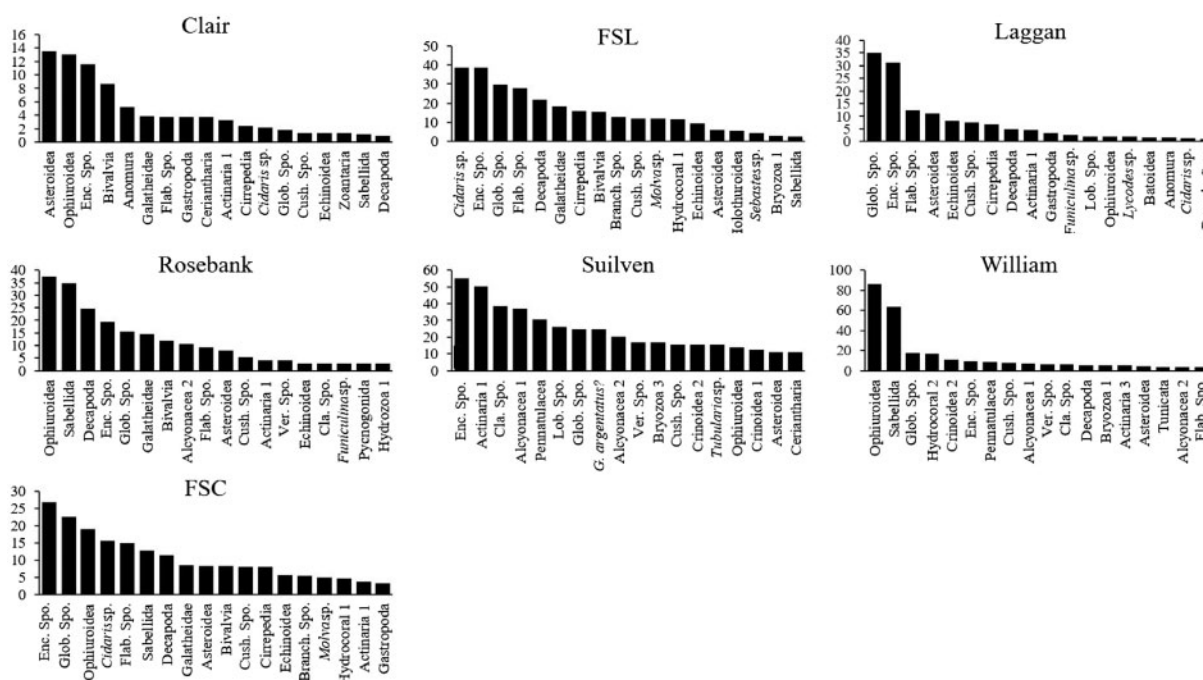 Clair
16
14
12
10
8
6
4
2
0
Asteroidea
Ophiuroidea
Enc. Spo.
Bivalvia
Anomura
Galatheidae
Flab. Spo.
Gastropoda
Ceriantharia
Actinaria 1
Cirrepedia
Cidaris sp.
Glob. Spo.
Cush. Spo.
Echinoidea
Zoantaria
Sabellida
Decapoda
FSL
50
40
30
20
10
0
Cidaris sp.
Enc. Spo.
Glob. Spo.
Flab. Spo.
Decapoda
Galatheidae
Cirrepedia
Bivalvia
Branch. Spo.
Cush. Spo.
Molva sp.
Hydrocoral 1
Echinoidea
Asteroidea
Iolothuroidea
Sebastes sp.
Bryozoa 1
Sabellida
Laggan
40
35
30
25
20
15
10
5
0
Glob. Spo.
Enc. Spo.
Flab. Spo.
Asteroidea
Echinoidea
Cush. Spo.
Cirrepedia
Decapoda
Actinaria 1
Gastropoda
Funiculina sp.
Lob. Spo.
Ophiuroidea
Lycodes sp.
Batoidea
Anomura
Cidaris sp.
Rosebank
40
35
30
25
20
15
10
5
0
Ophiuroidea
Sabellida
Decapoda
Enc. Spo.
Glob. Spo.
Galatheidae
Bivalvia
Alcyonacea 2
Flab. Spo.
Asteroidea
Cush. Spo.
Actinaria 1
Ver. Spo.
Echinoidea
Cla. Spo.
Funiculina sp.
Pycnogonida
Hydrozoa 1
Suilven
60
50
40
30
20
10
0
Enc. Spo.
Actinaria 1
Cla. Spo.
Alcyonacea 1
Pennatulacea
Lob. Spo.
Glob. Spo.
G. argentatus?
Alcyonacea 2
Ver. Spo.
Bryozoa 3
Cush. Spo.
Crinoidea 2
Tubularia sp.
Ophiuroidea
Crinoidea 1
Asteroidea
Ceriantharia
William
100
80
60
40
20
0
Ophiuroidea
Sabellida
Glob. Spo.
Hydrocoral 2
Crinoidea 2
Enc. Spo.
Pennatulacea
Cush. Spo.
Alcyonacea 1
Ver. Spo.
Cla. Spo.
Decapoda
Bryozoa 1
Actinaria 3
Asteroidea
Tunicata
Alcyonacea 2
Flab. Spo.
FSC
30
25
20
15
10
5
0
Enc. Spo.
Glob. Spo.
Ophiuroidea
Cidaris sp.
Flab. Spo.
Sabellida
Decapoda
Galatheidae
Asteroidea
Bivalvia
Cush. Spo.
Cirrepedia
Echinoidea
Branch. Spo.
Molva sp.
Hydrocoral 1
Actinaria 1
Gastropoda